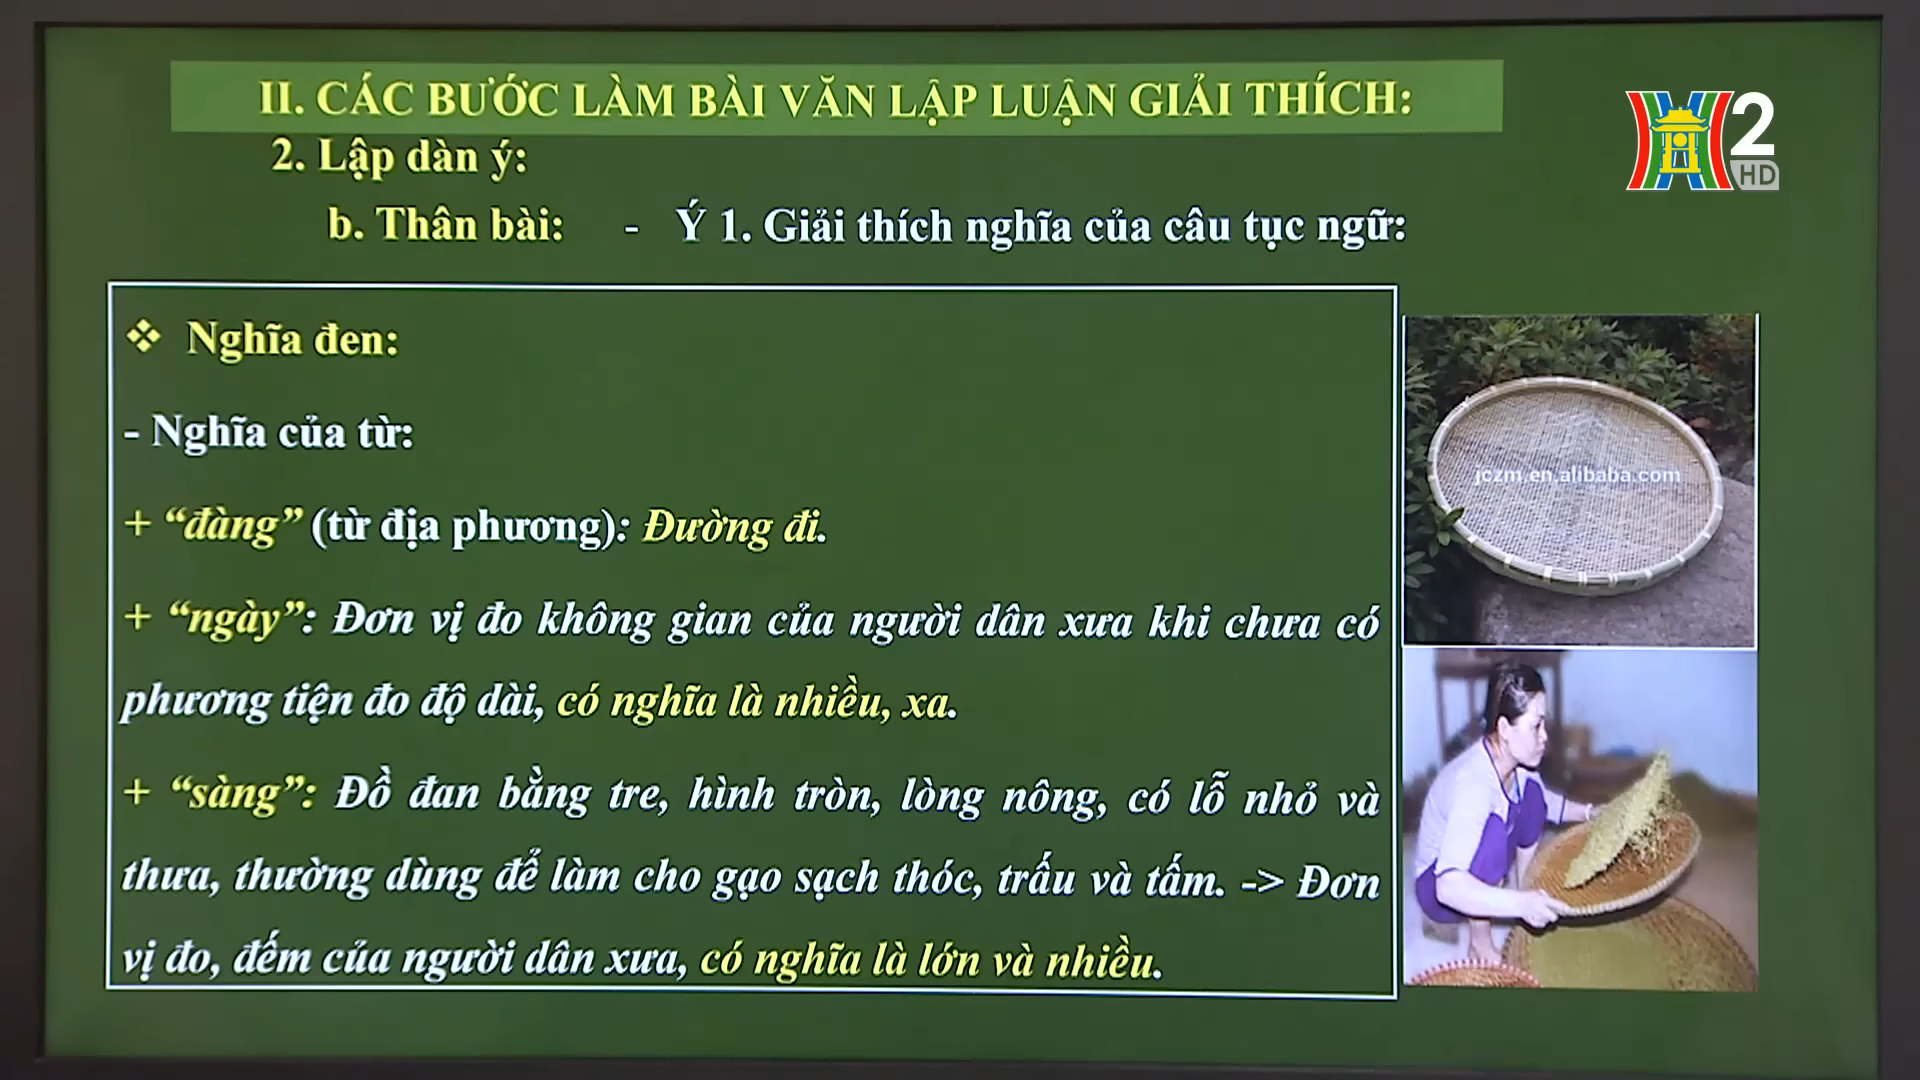 II. CÁC BƯỚC LÀM BÀI VĂN LẬP LUẬN GIẢI THÍCH:
2. Lập dàn ý:
b. Thân bài: - Ý 1. Giải thích nghĩa của câu tục ngữ:
2
HD
❖ Nghĩa đen:
- Nghĩa của từ:
+ “đàng” (từ địa phương): Đường đi.
+ “ngày”: Đơn vị đo không gian của người dân xưa khi chưa có
phương tiện đo độ dài, có nghĩa là nhiều, xa.
+ “sàng”: Đồ đan bằng tre, hình tròn, lòng nông, có lỗ nhỏ và
thưa, thường dùng để làm cho gạo sạch thóc, trấu và tấm. -> Đơn
vị đo, đếm của người dân xưa, có nghĩa là lớn và nhiều.
jczm.en.alibaba.com